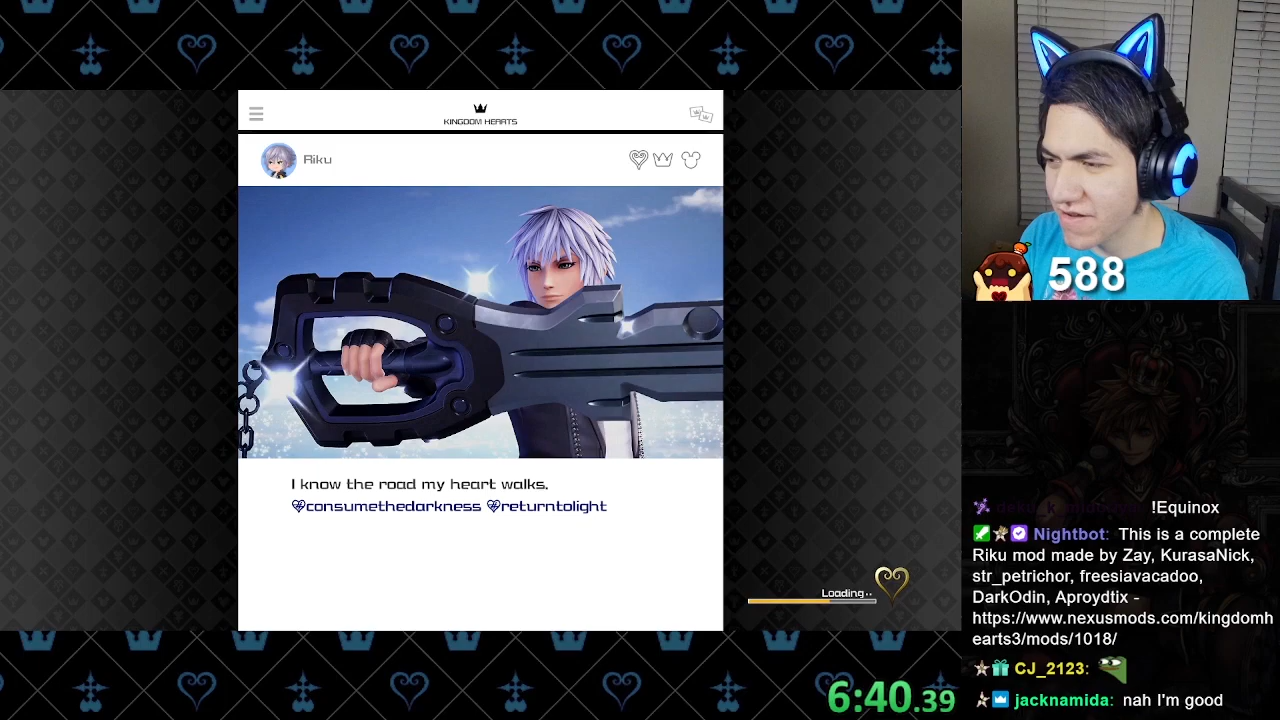 KINGDOM HEARTS
Riku
I know the road my heart walks.
consumethedarkness returntolight
Loading..
588
!Equinox
Nightbot: This is a complete
Riku mod made by Zay, KurasaNick,
str_petrichor, freesiavacadoo,
DarkOdin, Aproydtix -
https://www.nexusmods.com/kingdomh
earts3/mods/1018/
CJ_2123:
jacknamida: nah I'm good
6:40.39